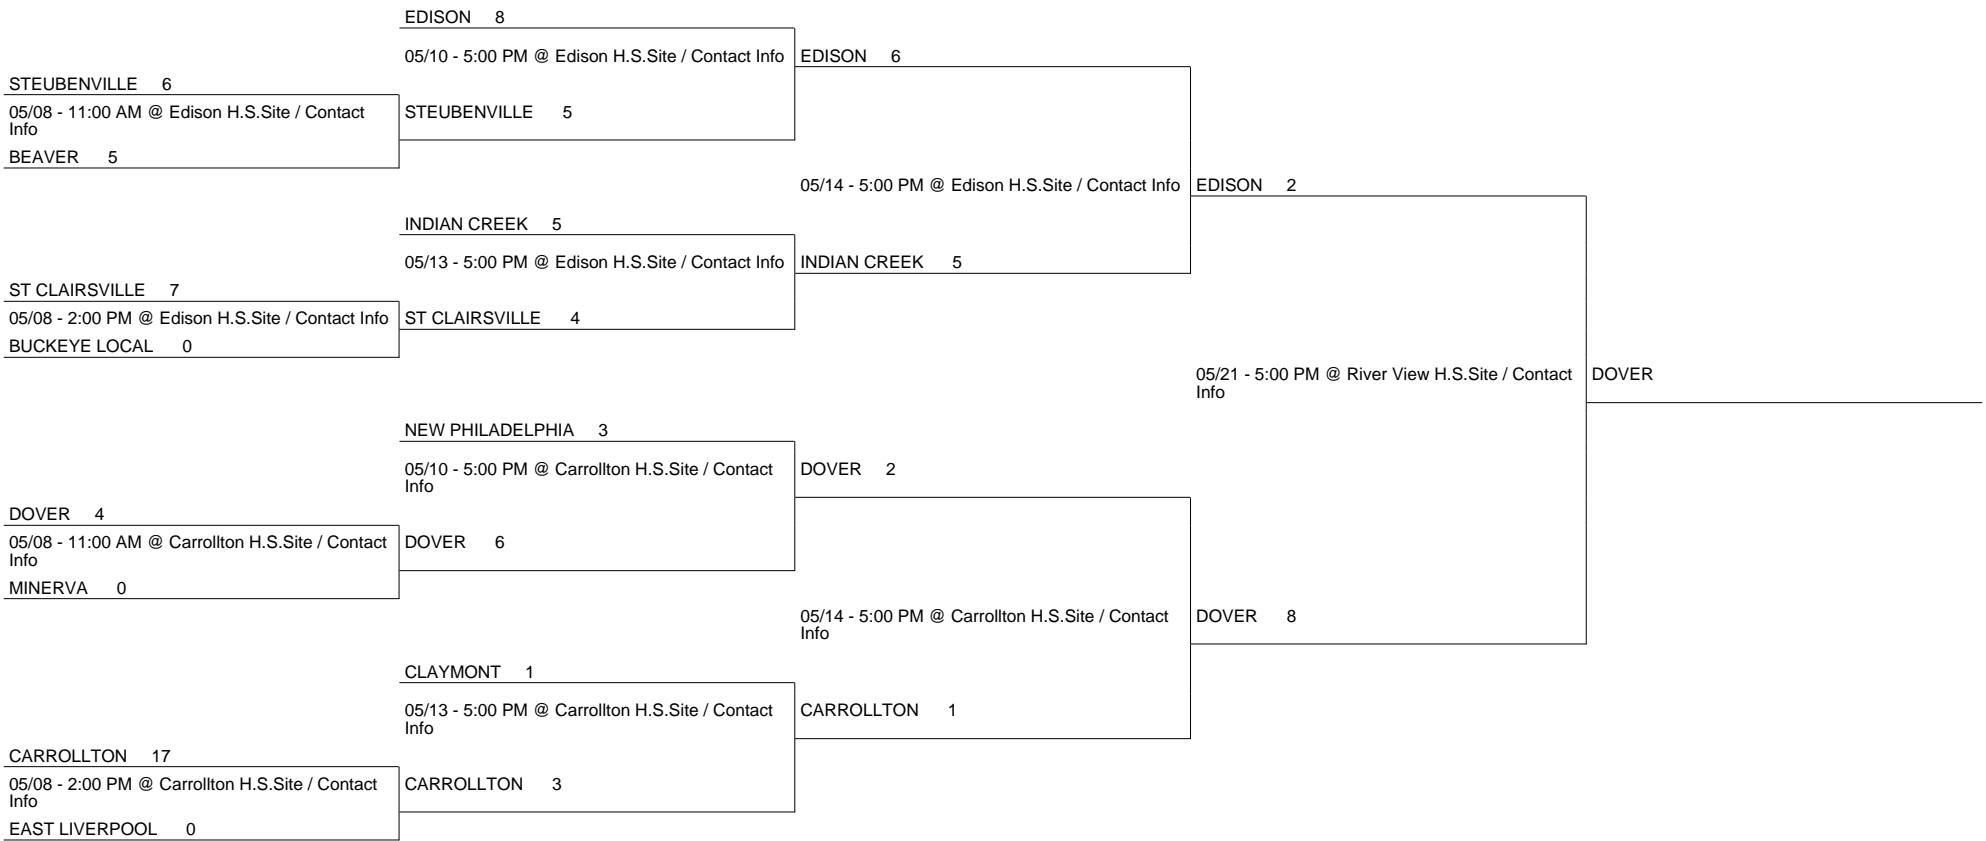 EDISON 8
05/10 - 5:00 PM @ Edison H.S.Site / Contact Info
EDISON 6
STEUBENVILLE 6
05/08 - 11:00 AM @ Edison H.S.Site / Contact
Info
STEUBENVILLE 5
BEAVER 5
05/14 - 5:00 PM @ Edison H.S.Site / Contact Info
EDISON 2
INDIAN CREEK 5
05/13 - 5:00 PM @ Edison H.S.Site / Contact Info
INDIAN CREEK 5
ST CLAIRSVILLE 7
05/08 - 2:00 PM @ Edison H.S.Site / Contact Info
ST CLAIRSVILLE 4
BUCKEYE LOCAL 0
05/21 - 5:00 PM @ River View H.S.Site / Contact
Info
DOVER
NEW PHILADELPHIA 3
05/10 - 5:00 PM @ Carrollton H.S.Site / Contact
Info
DOVER 2
DOVER 4
05/08 - 11:00 AM @ Carrollton H.S.Site / Contact
Info
DOVER 6
MINERVA 0
05/14 - 5:00 PM @ Carrollton H.S.Site / Contact
Info
DOVER 8
CLAYMONT 1
05/13 - 5:00 PM @ Carrollton H.S.Site / Contact
Info
CARROLLTON 1
CARROLLTON 17
05/08 - 2:00 PM @ Carrollton H.S.Site / Contact
Info
CARROLLTON 3
EAST LIVERPOOL 0